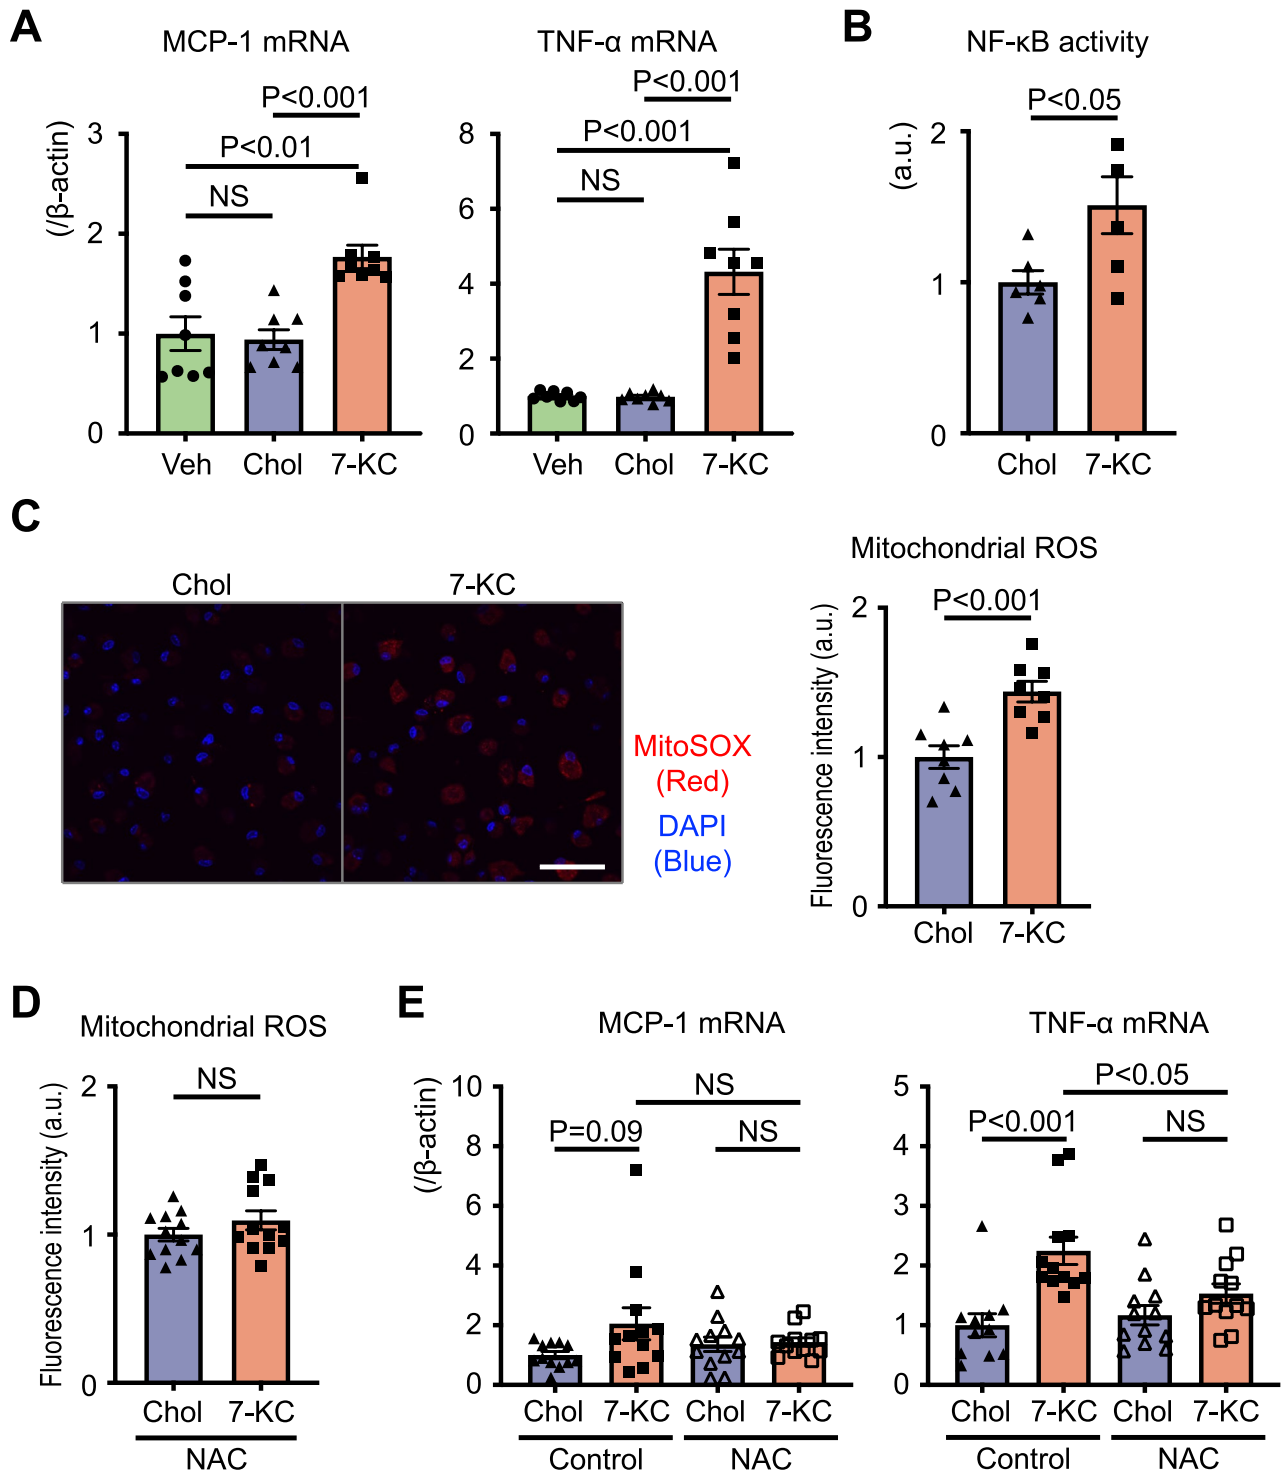 A
MCP-1 mRNA
(/β-actin)
3
2
1
0
P<0.001
P<0.01
NS
Veh
Chol
7-KC
TNF-α mRNA
8
6
4
2
0
P<0.001
P<0.001
NS
Veh
Chol
7-KC
B
NF-κB activity
(a.u.)
2
1
0
P<0.05
Chol
7-KC
C
Chol
7-KC
MitoSOX
(Red)
DAPI
(Blue)
Mitochondrial ROS
Fluorescence intensity (a.u.)
2
1
0
P<0.001
Chol
7-KC
D
Mitochondrial ROS
Fluorescence intensity (a.u.)
2
1
0
NS
Chol
7-KC
NAC
E
MCP-1 mRNA
(/β-actin)
10
8
6
4
2
0
NS
P=0.09
NS
Chol
7-KC
Chol
7-KC
Control
NAC
TNF-α mRNA
5
4
3
2
1
0
P<0.05
P<0.001
NS
Chol
7-KC
Chol
7-KC
Control
NAC